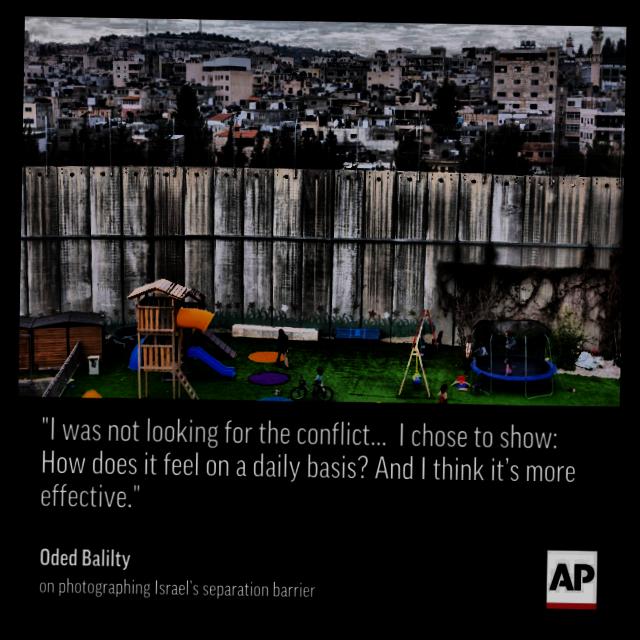 "I was not looking for the conflict... I chose to show:
How does it feel on a daily basis? And I think it's more
effective."
Oded Balilty
on photographing Israel's separation barrier
AP